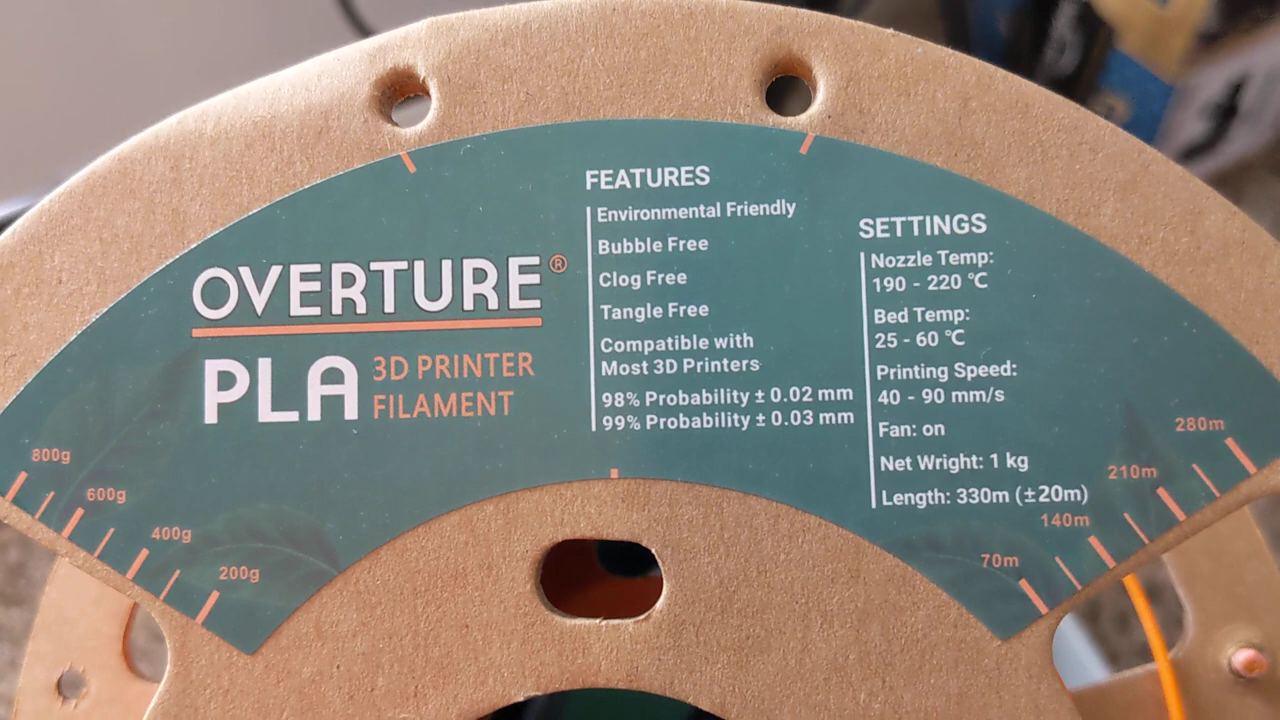 OVERTURE®
PLA 3D PRINTER
FILAMENT
FEATURES
Environmental Friendly
Bubble Free
Clog Free
Tangle Free
Compatible with
Most 3D Printers
98% Probability ± 0.02 mm
99% Probability ± 0.03 mm
SETTINGS
Nozzle Temp:
190 - 220 ℃
Bed Temp:
25 - 60 ℃
Printing Speed:
40 - 90 mm/s
Fan: on
Net Wright: 1 kg
Length: 330m (±20m)
800g
600g
400g
200g
280m
210m
140m
70m